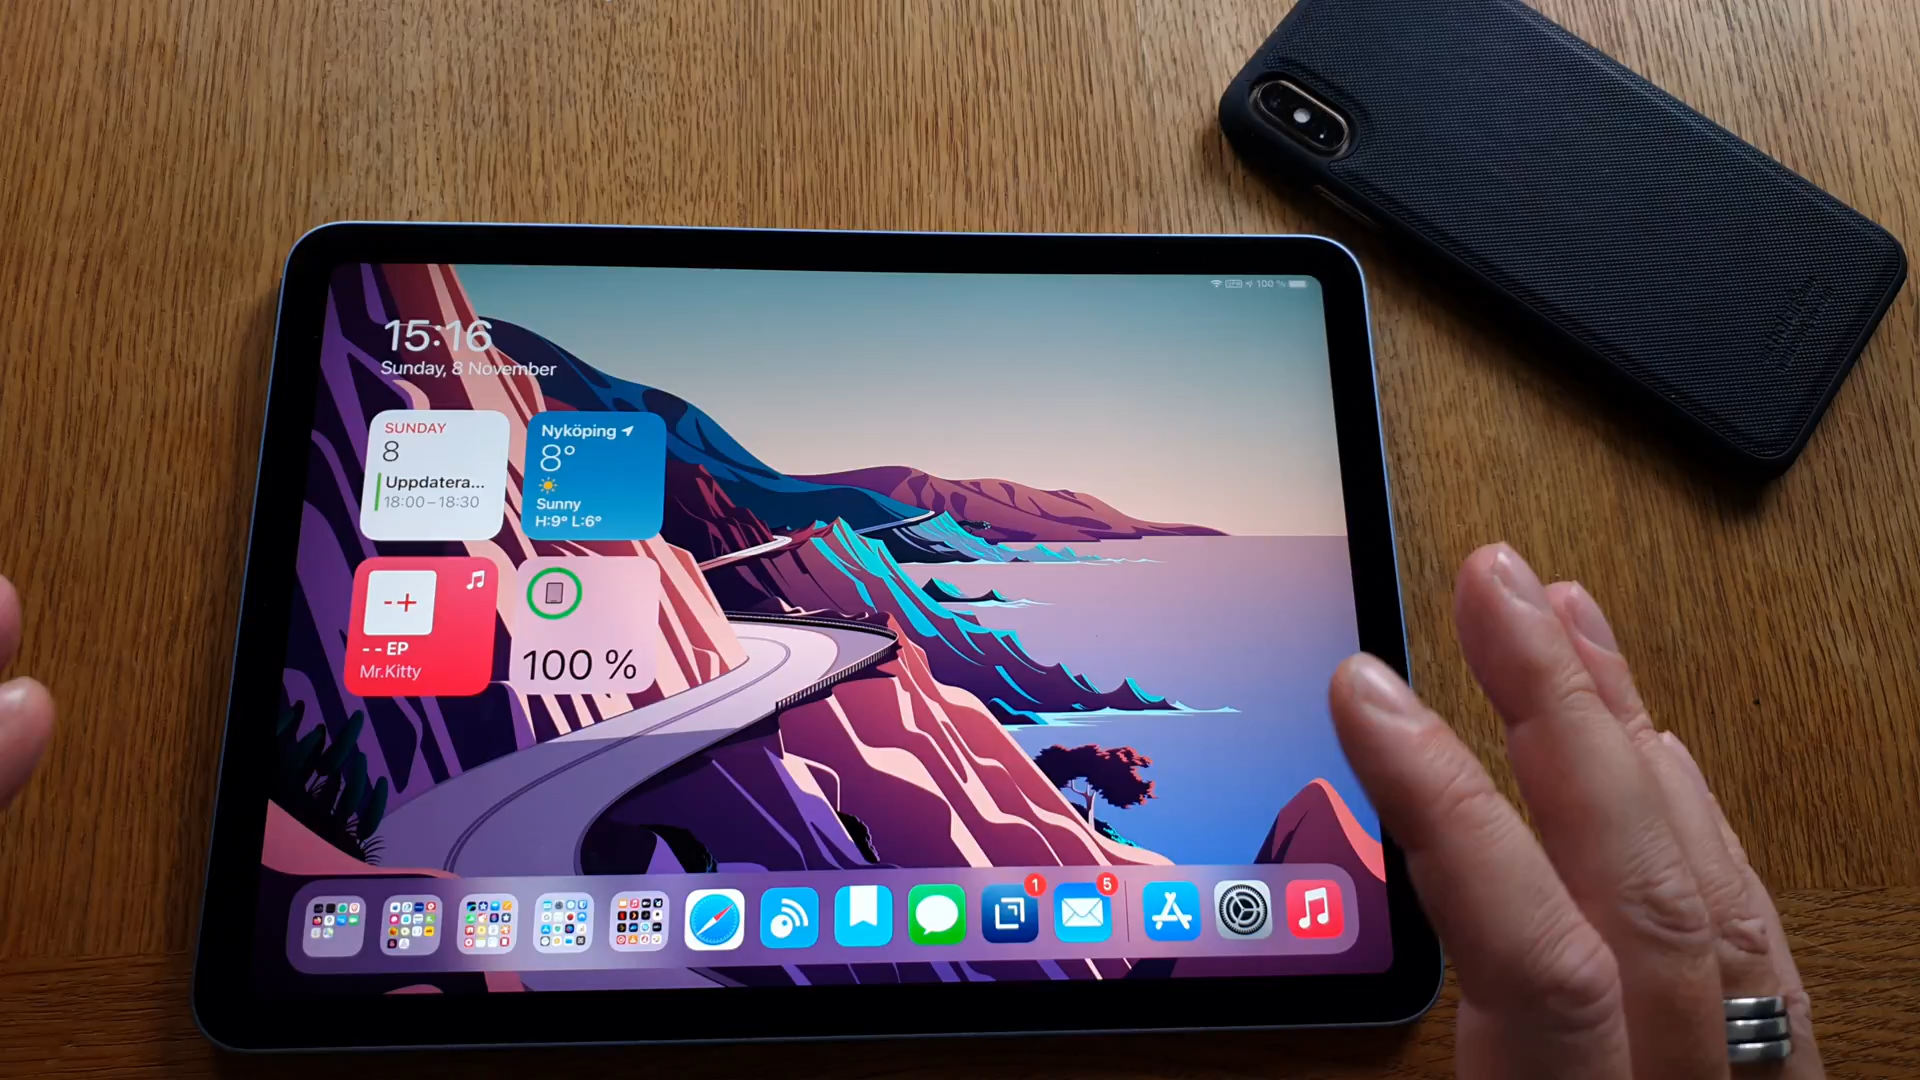 100 %
15:16
Sunday, 8 November
SUNDAY
8
Uppdatera...
18:00–18:30
Nyköping
8°
Sunny
H:9° L:6°
-+
-- EP
Mr.Kitty
100 %
1
5